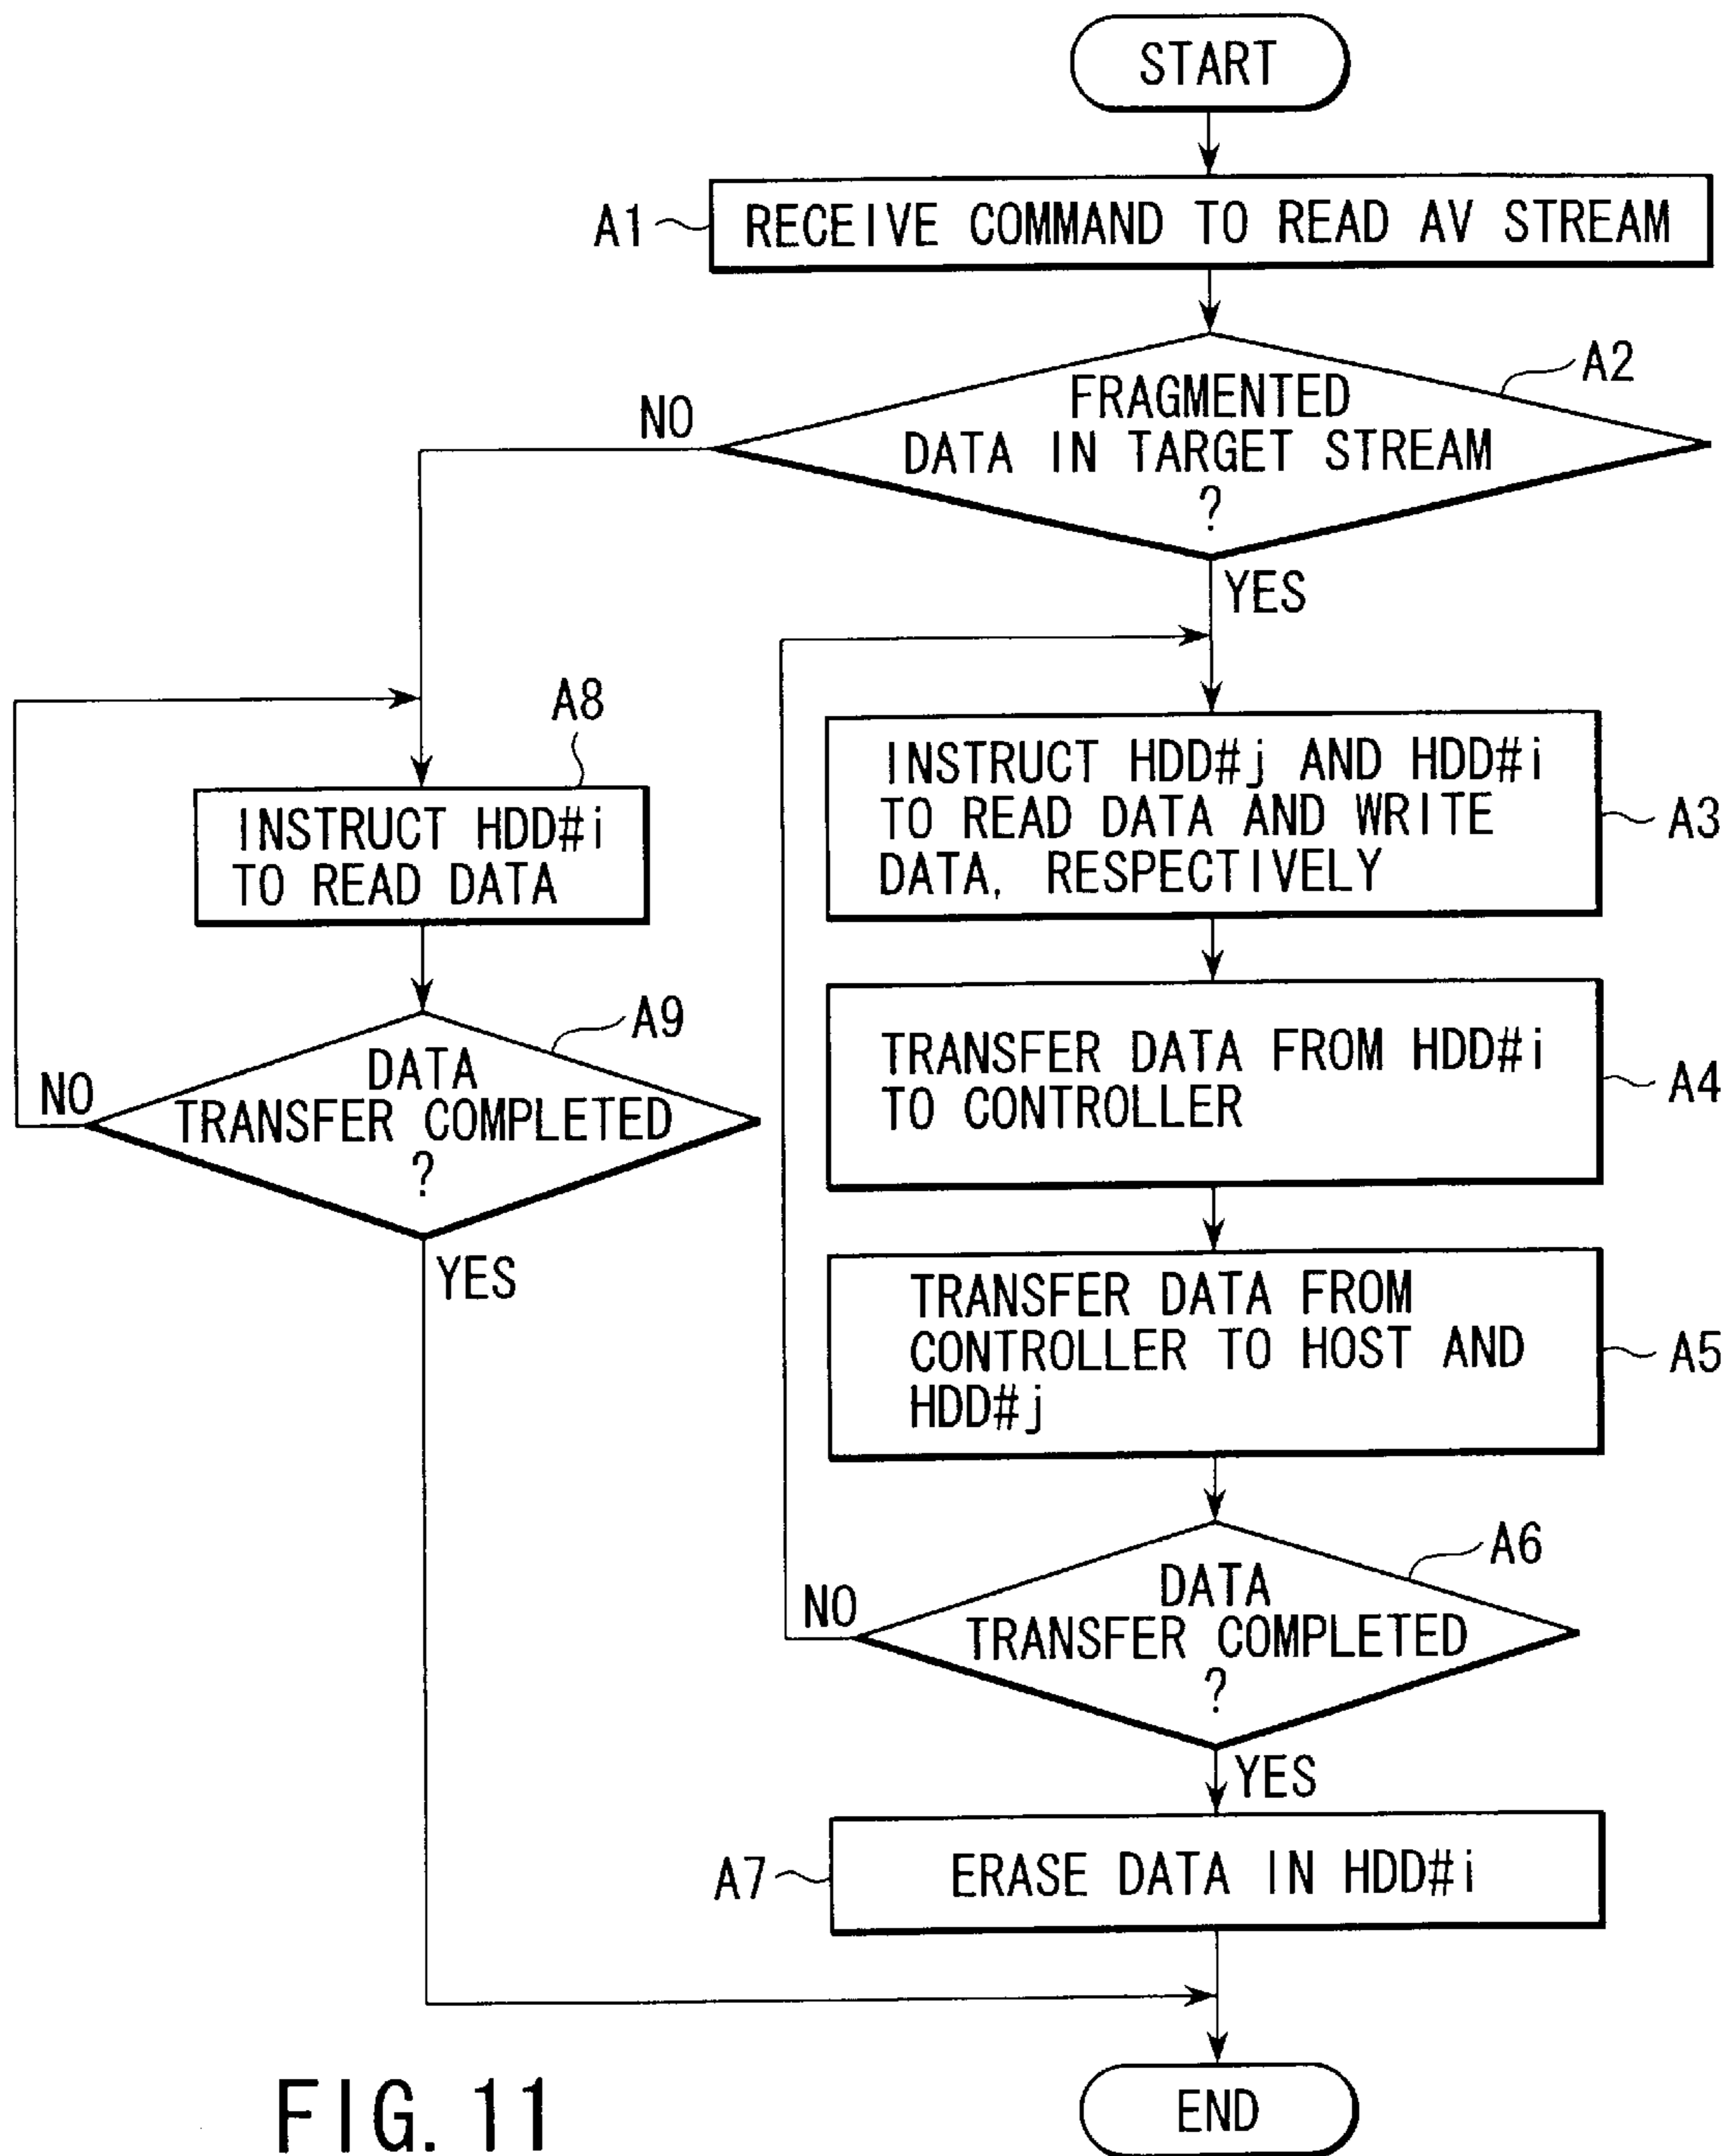 START
A1
RECEIVE COMMAND TO READ AV STREAM
A2
FRAGMENTED
DATA IN TARGET STREAM
?
NO
YES
A8
INSTRUCT HDD#i
TO READ DATA
A9
DATA
TRANSFER COMPLETED
?
NO
YES
INSTRUCT HDD#j AND HDD#i
TO READ DATA AND WRITE
DATA, RESPECTIVELY
A3
TRANSFER DATA FROM HDD#i
TO CONTROLLER
A4
TRANSFER DATA FROM
CONTROLLER TO HOST AND
HDD#j
A5
A6
DATA
TRANSFER COMPLETED
?
NO
YES
A7
ERASE DATA IN HDD#i
END
FIG. 11